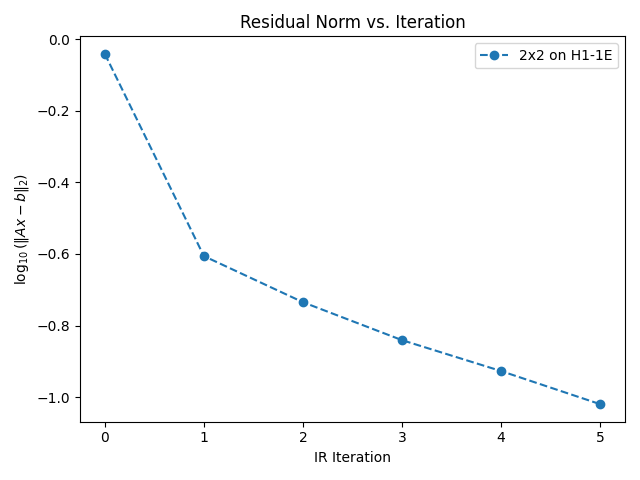 Residual Norm vs. Iteration
2x2 on H1-1E
log₁₀(‖Ax − b‖₂)
0.0
−0.2
−0.4
−0.6
−0.8
−1.0
0 1 2 3 4 5
IR Iteration